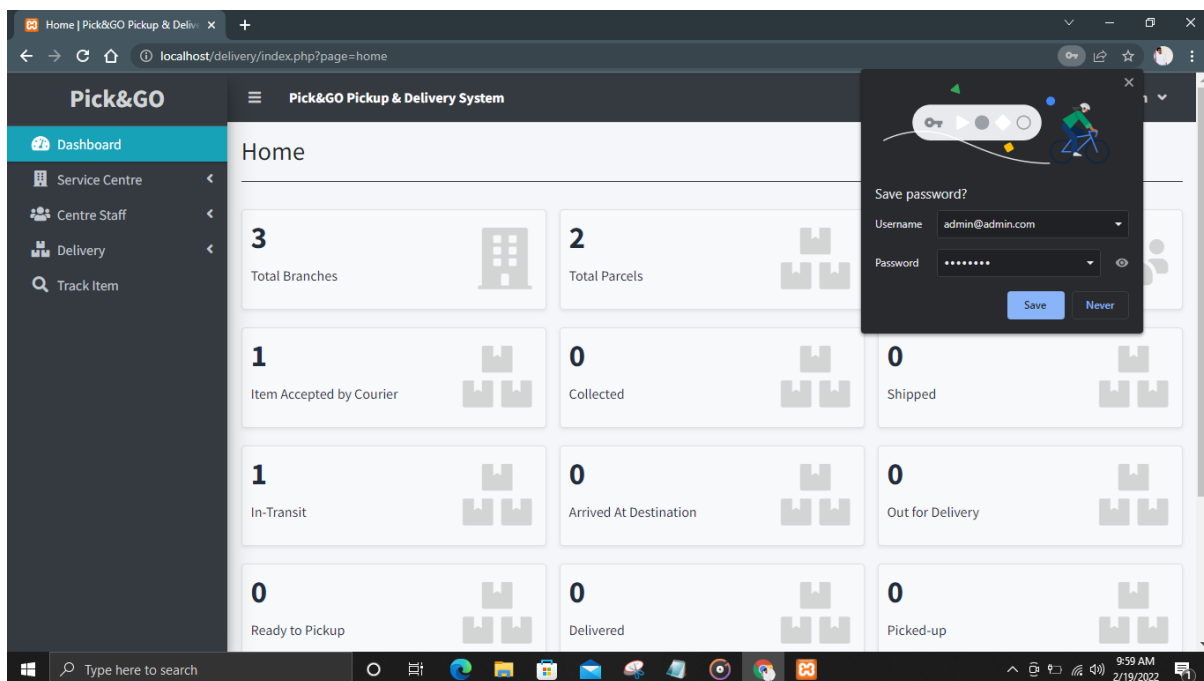 Home | Pick&GO Pickup & Delive
localhost/delivery/index.php?page=home
Pick&GO
Pick&GO Pickup & Delivery System
Dashboard
Service Centre
Centre Staff
Delivery
Track Item
Home
Save password?
Username admin@admin.com
Password ••••••••
Save Never
3
Total Branches
2
Total Parcels
1
Item Accepted by Courier
0
Collected
0
Shipped
1
In-Transit
0
Arrived At Destination
0
Out for Delivery
0
Ready to Pickup
0
Delivered
0
Picked-up
Type here to search
9:59 AM
2/19/2022